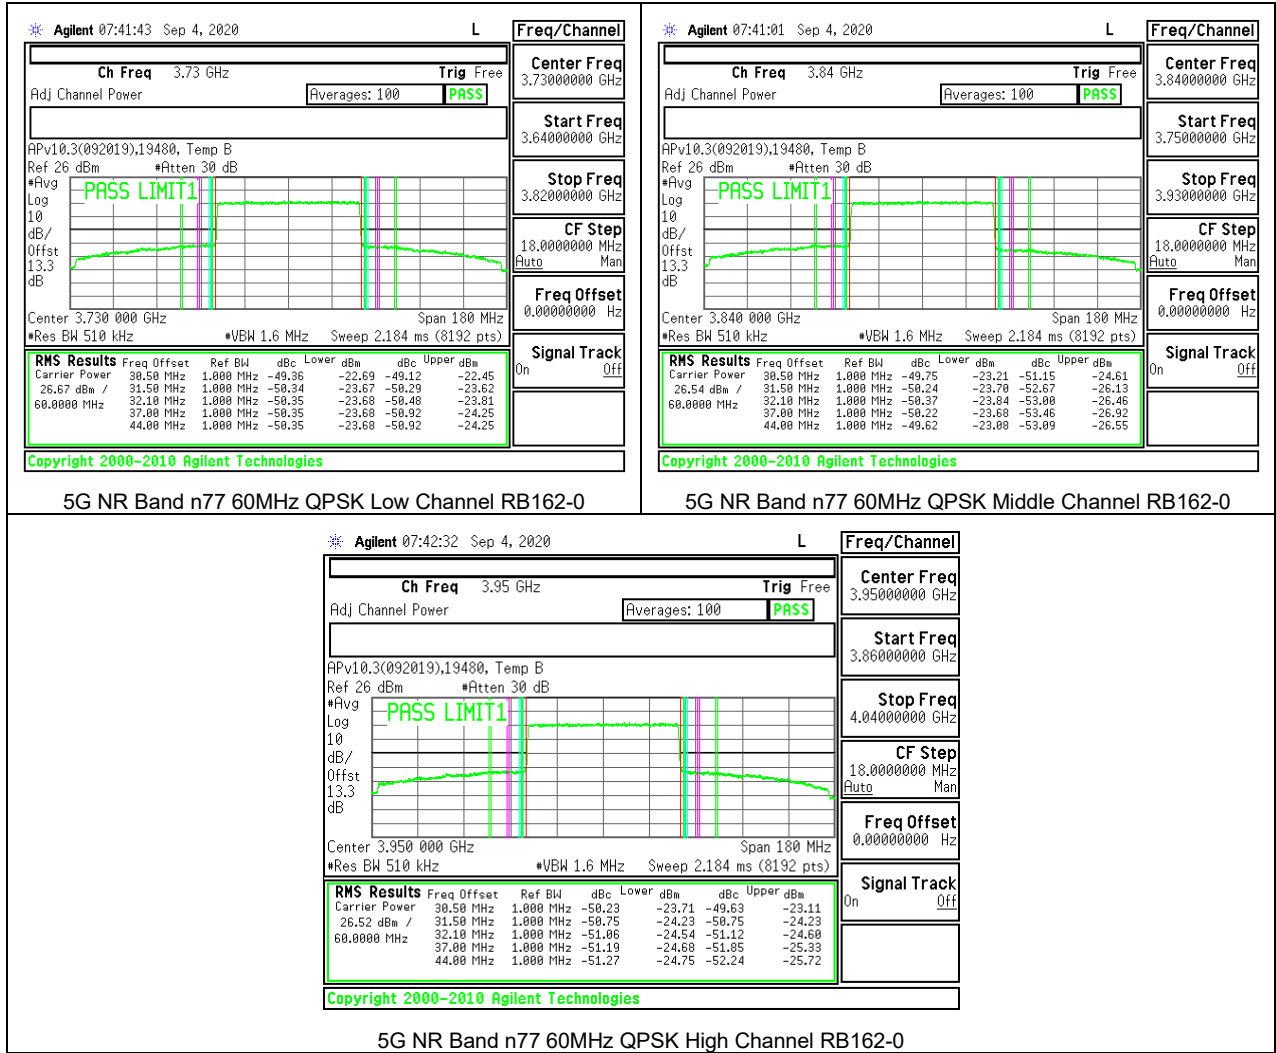 Agilent 07:41:43 Sep 4, 2020 L
Freq/Channel
Ch Freq 3.73 GHz Trig Free
Adj Channel Power Averages: 100 PASS
APv10.3(092019),19480, Temp B
Ref 26 dBm #Atten 30 dB
#Avg
Log
10
dB/
Offst
13.3
dB
PASS LIMIT1
Center 3.730 000 GHz Span 180 MHz
#Res BW 510 kHz #VBW 1.6 MHz Sweep 2.184 ms (8192 pts)
RMS Results Freq Offset Ref BW dBc Lower dBm dBc Upper dBm
Carrier Power 30.50 MHz 1.000 MHz -49.36 -22.69 -49.12 -22.45
26.67 dBm / 31.50 MHz 1.000 MHz -50.34 -23.67 -50.29 -23.62
60.0000 MHz 32.10 MHz 1.000 MHz -50.35 -23.68 -50.48 -23.81
37.00 MHz 1.000 MHz -50.35 -23.68 -50.92 -24.25
44.00 MHz 1.000 MHz -50.35 -23.68 -50.92 -24.25
Copyright 2000-2010 Agilent Technologies
Center Freq
3.73000000 GHz
Start Freq
3.64000000 GHz
Stop Freq
3.82000000 GHz
CF Step
18.0000000 MHz
Auto Man
Freq Offset
0.00000000 Hz
Signal Track
On Off
5G NR Band n77 60MHz QPSK Low Channel RB162-0
Agilent 07:41:01 Sep 4, 2020 L
Freq/Channel
Ch Freq 3.84 GHz Trig Free
Adj Channel Power Averages: 100 PASS
APv10.3(092019),19480, Temp B
Ref 26 dBm #Atten 30 dB
#Avg
Log
10
dB/
Offst
13.3
dB
PASS LIMIT1
Center 3.840 000 GHz Span 180 MHz
#Res BW 510 kHz #VBW 1.6 MHz Sweep 2.184 ms (8192 pts)
RMS Results Freq Offset Ref BW dBc Lower dBm dBc Upper dBm
Carrier Power 30.50 MHz 1.000 MHz -49.75 -23.21 -51.15 -24.61
26.54 dBm / 31.50 MHz 1.000 MHz -50.24 -23.70 -52.67 -26.13
60.0000 MHz 32.10 MHz 1.000 MHz -50.37 -23.84 -53.00 -26.46
37.00 MHz 1.000 MHz -50.22 -23.68 -53.46 -26.92
44.00 MHz 1.000 MHz -49.62 -23.08 -53.09 -26.55
Copyright 2000-2010 Agilent Technologies
Center Freq
3.84000000 GHz
Start Freq
3.75000000 GHz
Stop Freq
3.93000000 GHz
CF Step
18.0000000 MHz
Auto Man
Freq Offset
0.00000000 Hz
Signal Track
On Off
5G NR Band n77 60MHz QPSK Middle Channel RB162-0
Agilent 07:42:32 Sep 4, 2020 L
Freq/Channel
Ch Freq 3.95 GHz Trig Free
Adj Channel Power Averages: 100 PASS
APv10.3(092019),19480, Temp B
Ref 26 dBm #Atten 30 dB
#Avg
Log
10
dB/
Offst
13.3
dB
PASS LIMIT1
Center 3.950 000 GHz Span 180 MHz
#Res BW 510 kHz #VBW 1.6 MHz Sweep 2.184 ms (8192 pts)
RMS Results Freq Offset Ref BW dBc Lower dBm dBc Upper dBm
Carrier Power 30.50 MHz 1.000 MHz -50.23 -23.71 -49.63 -23.11
26.52 dBm / 31.50 MHz 1.000 MHz -50.75 -24.23 -50.75 -24.23
60.0000 MHz 32.10 MHz 1.000 MHz -51.06 -24.54 -51.12 -24.60
37.00 MHz 1.000 MHz -51.19 -24.68 -51.85 -25.33
44.00 MHz 1.000 MHz -51.27 -24.75 -52.24 -25.72
Copyright 2000-2010 Agilent Technologies
Center Freq
3.95000000 GHz
Start Freq
3.86000000 GHz
Stop Freq
4.04000000 GHz
CF Step
18.0000000 MHz
Auto Man
Freq Offset
0.00000000 Hz
Signal Track
On Off
5G NR Band n77 60MHz QPSK High Channel RB162-0